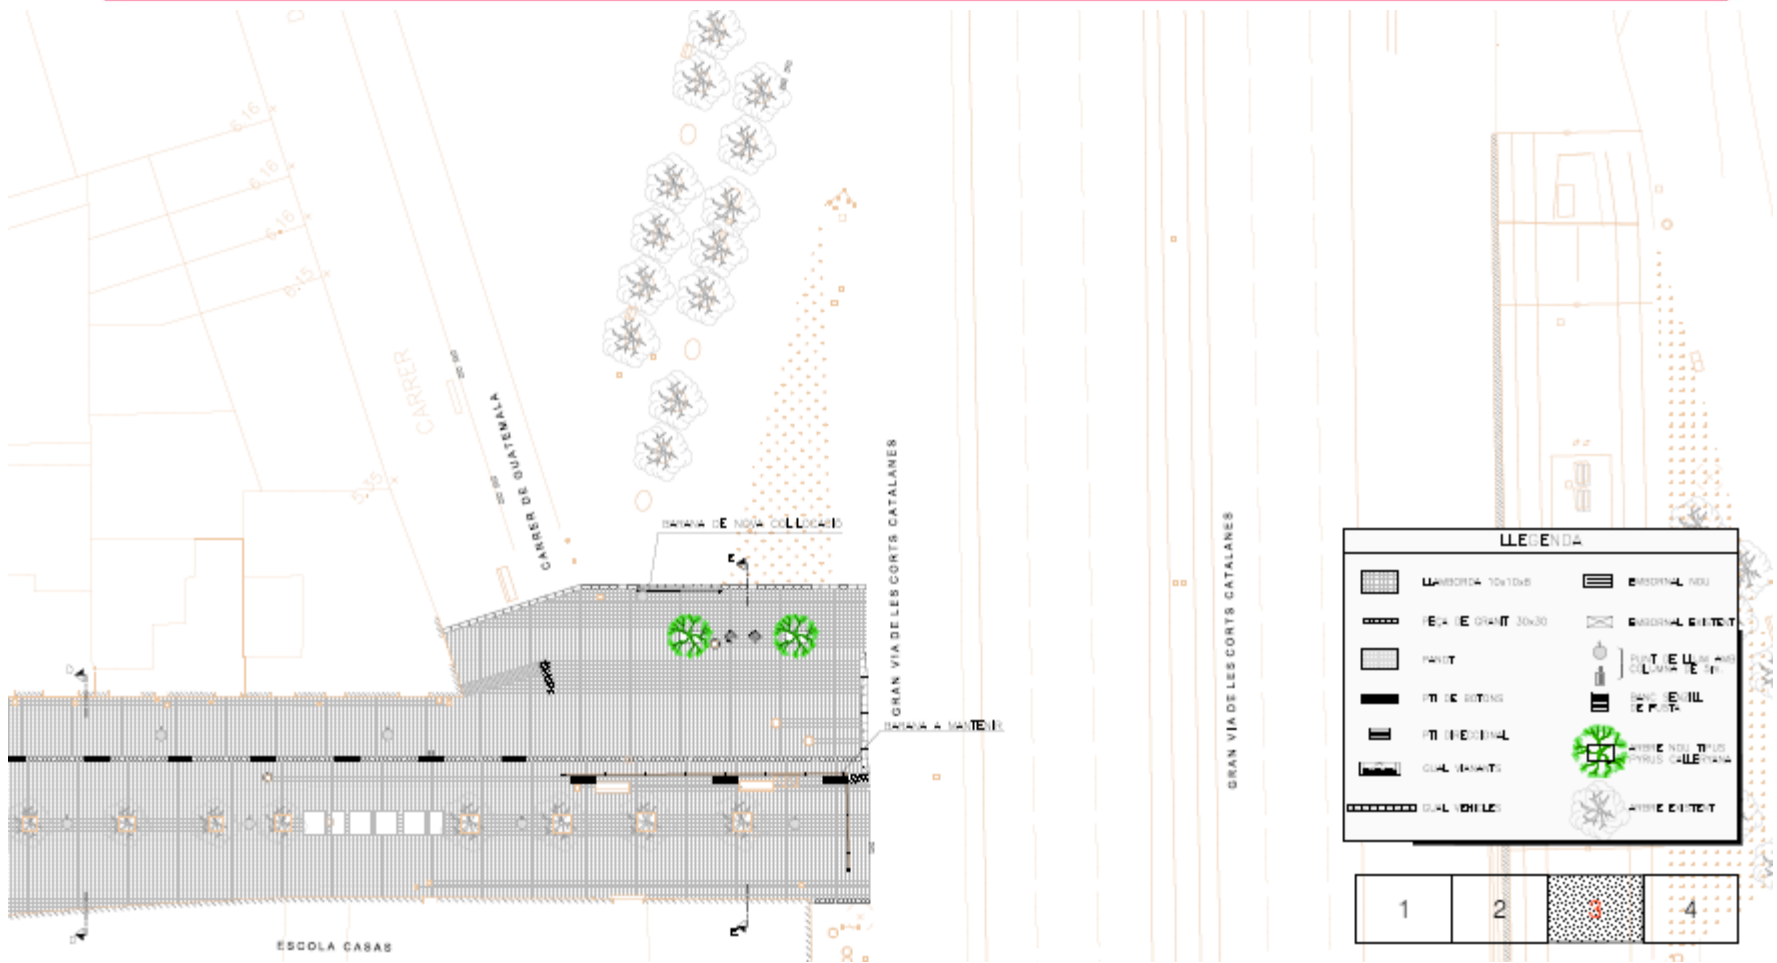 6.16
6.16
6.16
6.15
5.35
CARRER
CARRER DE GUATEMALA
BARANA DE NOVA COL·LOCACIÓ
E
GRAN VIA DE LES CORTS CATALANES
GRAN VIA DE LES CORTS CATALANES
BARANA A MANTENIR
D
D
E
ESCOLA CASAS
LLEGENDA
LLAMBORDA 10x10x8
PEÇA DE GRANIT 30x30
PANOT
PTI DE BOTONS
PTI DIRECCIONAL
GUAL VIANANTS
GUAL VEHICLES
EMBORNAL NOU
EMBORNAL EXISTENT
PUNT DE LLUM AMB
COLUMNA DE
BANC SENZILL
DE FUSTA
ARBRE NOU TIPUS
PYRUS CALLERYANA
ARBRE EXISTENT
1
2
3
4